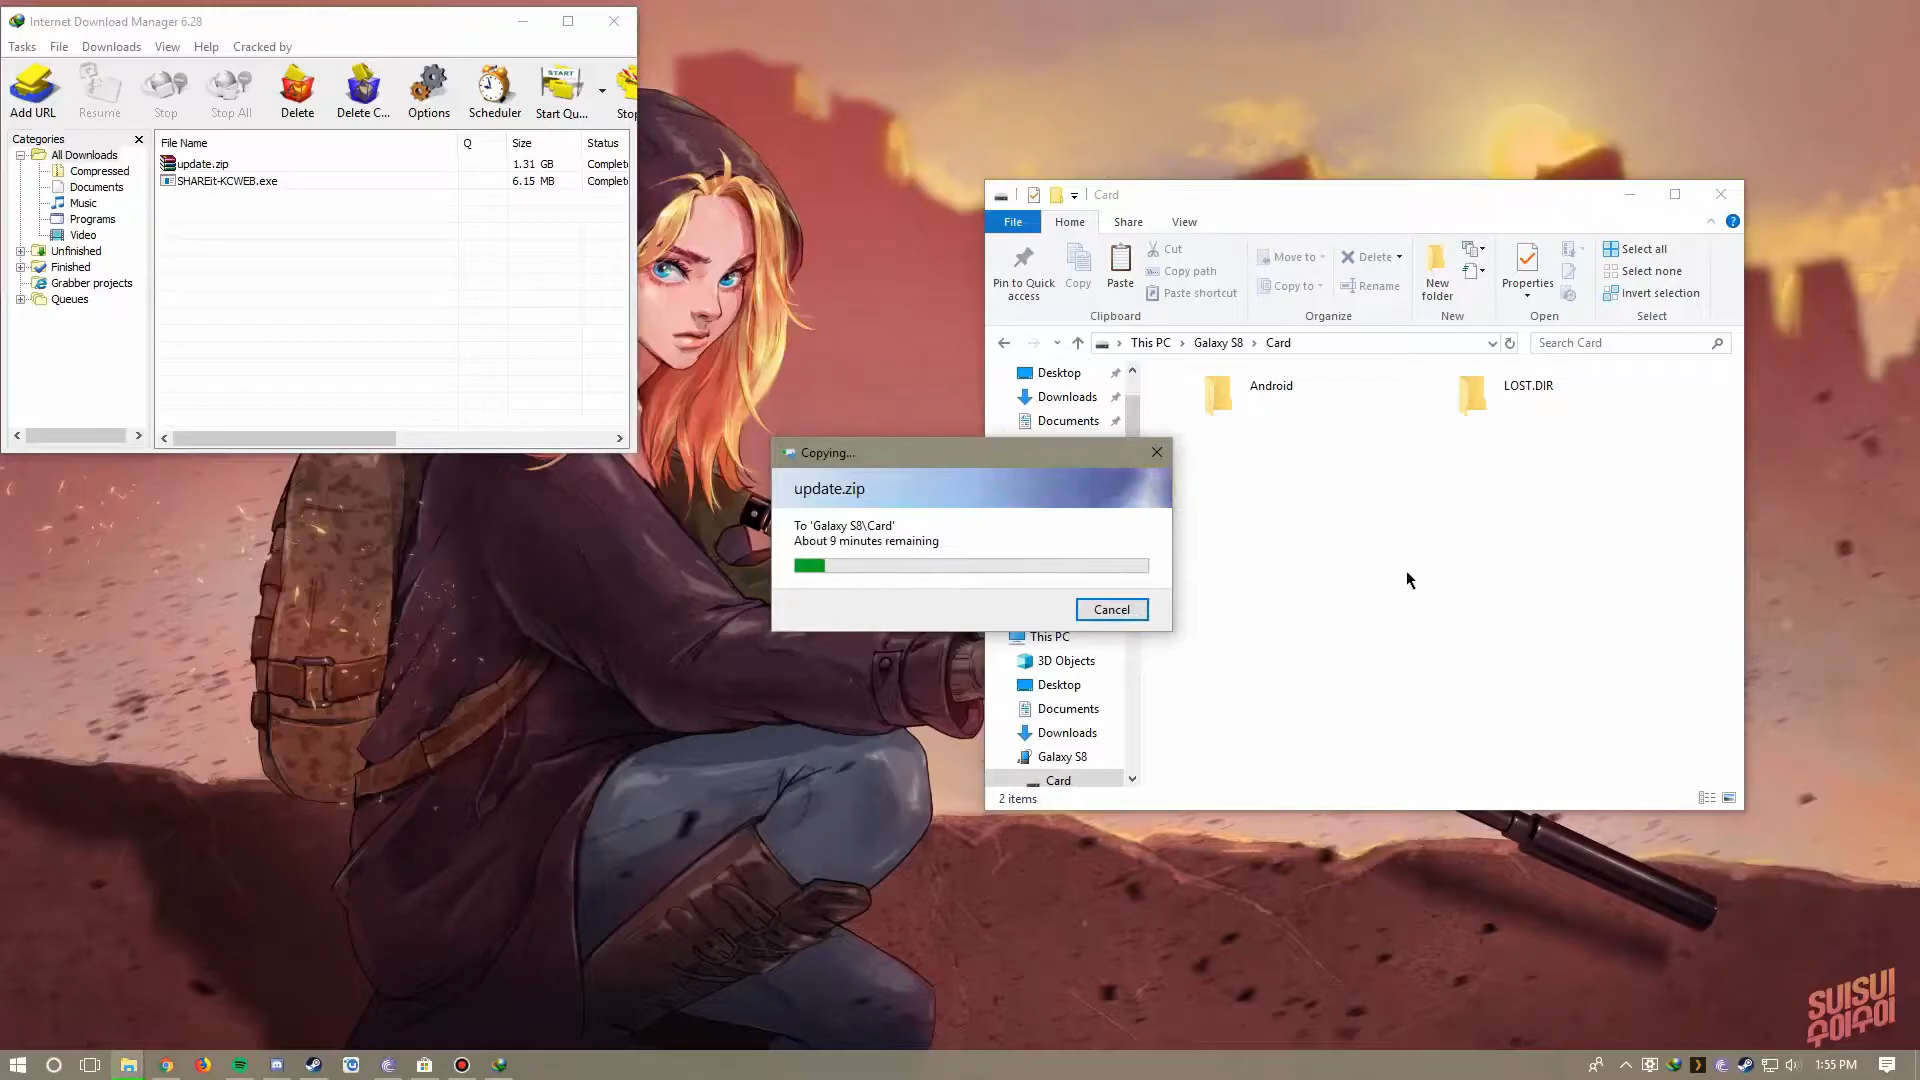 Internet Download Manager 6.28
Tasks File Downloads View Help Cracked by
Add URL Resume Stop Stop All Delete Delete C... Options Scheduler START Start Qu... Stop
Categories
All Downloads
Compressed
Documents
Music
Programs
Video
Unfinished
Finished
Grabber projects
Queues
File Name Q Size Status
update.zip 1.31 GB Complet
SHAREit-KCWEB.exe 6.15 MB Complet
Card
File Home Share View
Pin to Quick access
Copy
Paste
Cut
Copy path
Paste shortcut
Clipboard
Move to
Copy to
Delete
Rename
Organize
New folder
New
Properties
Open
Select all
Select none
Invert selection
Select
This PC Galaxy S8 Card
Search Card
Desktop
Downloads
Documents
Android
LOST.DIR
Copying...
update.zip
To 'Galaxy S8\Card'
About 9 minutes remaining
Cancel
This PC
3D Objects
Desktop
Documents
Downloads
Galaxy S8
Card
2 items
SUISUI
1:55 PM